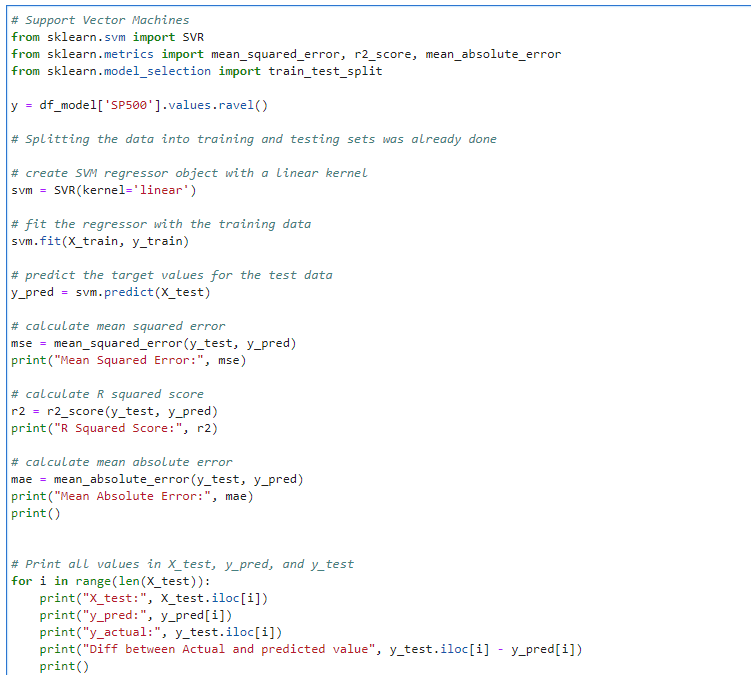 # Support Vector Machines
from sklearn.svm import SVR
from sklearn.metrics import mean_squared_error, r2_score, mean_absolute_error
from sklearn.model_selection import train_test_split
y = df_model['SP500'].values.ravel()
# Splitting the data into training and testing sets was already done
# create SVM regressor object with a linear kernel
svm = SVR(kernel='linear')
# fit the regressor with the training data
svm.fit(X_train, y_train)
# predict the target values for the test data
y_pred = svm.predict(X_test)
# calculate mean squared error
mse = mean_squared_error(y_test, y_pred)
print("Mean Squared Error:", mse)
# calculate R squared score
r2 = r2_score(y_test, y_pred)
print("R Squared Score:", r2)
# calculate mean absolute error
mae = mean_absolute_error(y_test, y_pred)
print("Mean Absolute Error:", mae)
print()
# Print all values in X_test, y_pred, and y_test
for i in range(len(X_test)):
    print("X_test:", X_test.iloc[i])
    print("y_pred:", y_pred[i])
    print("y_actual:", y_test.iloc[i])
    print("Diff between Actual and predicted value", y_test.iloc[i] - y_pred[i])
    print()